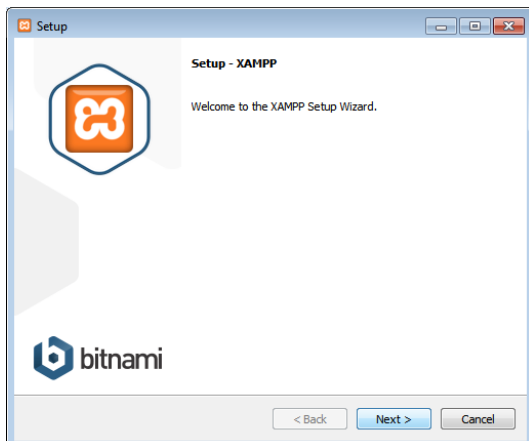 Setup
Setup - XAMPP
Welcome to the XAMPP Setup Wizard.
bitnami
< Back
Next >
Cancel